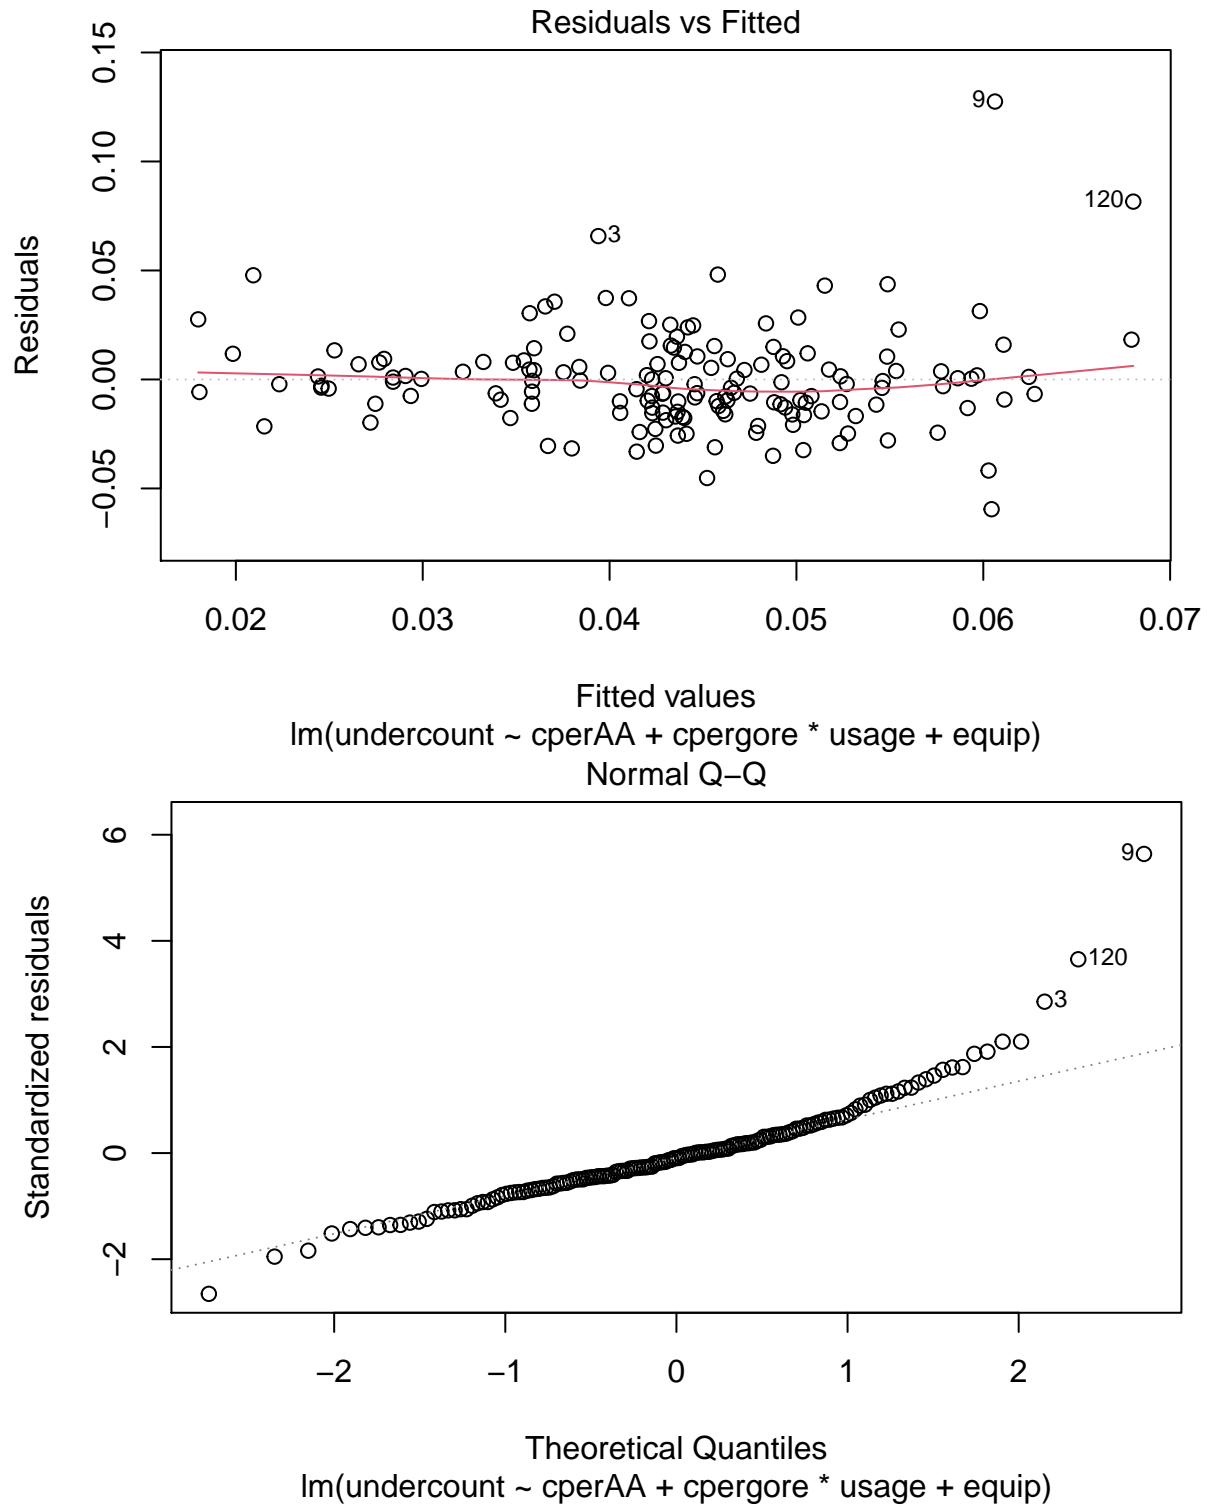 Residuals vs Fitted
0.15
0.10
0.05
0.00
−0.05
Residuals
9
120
3
0.02 0.03 0.04 0.05 0.06 0.07
Fitted values
lm(undercount ~ cperAA + cpergore * usage + equip)
Normal Q−Q
6
4
2
0
−2
Standardized residuals
9
120
3
−2 −1 0 1 2
Theoretical Quantiles
lm(undercount ~ cperAA + cpergore * usage + equip)